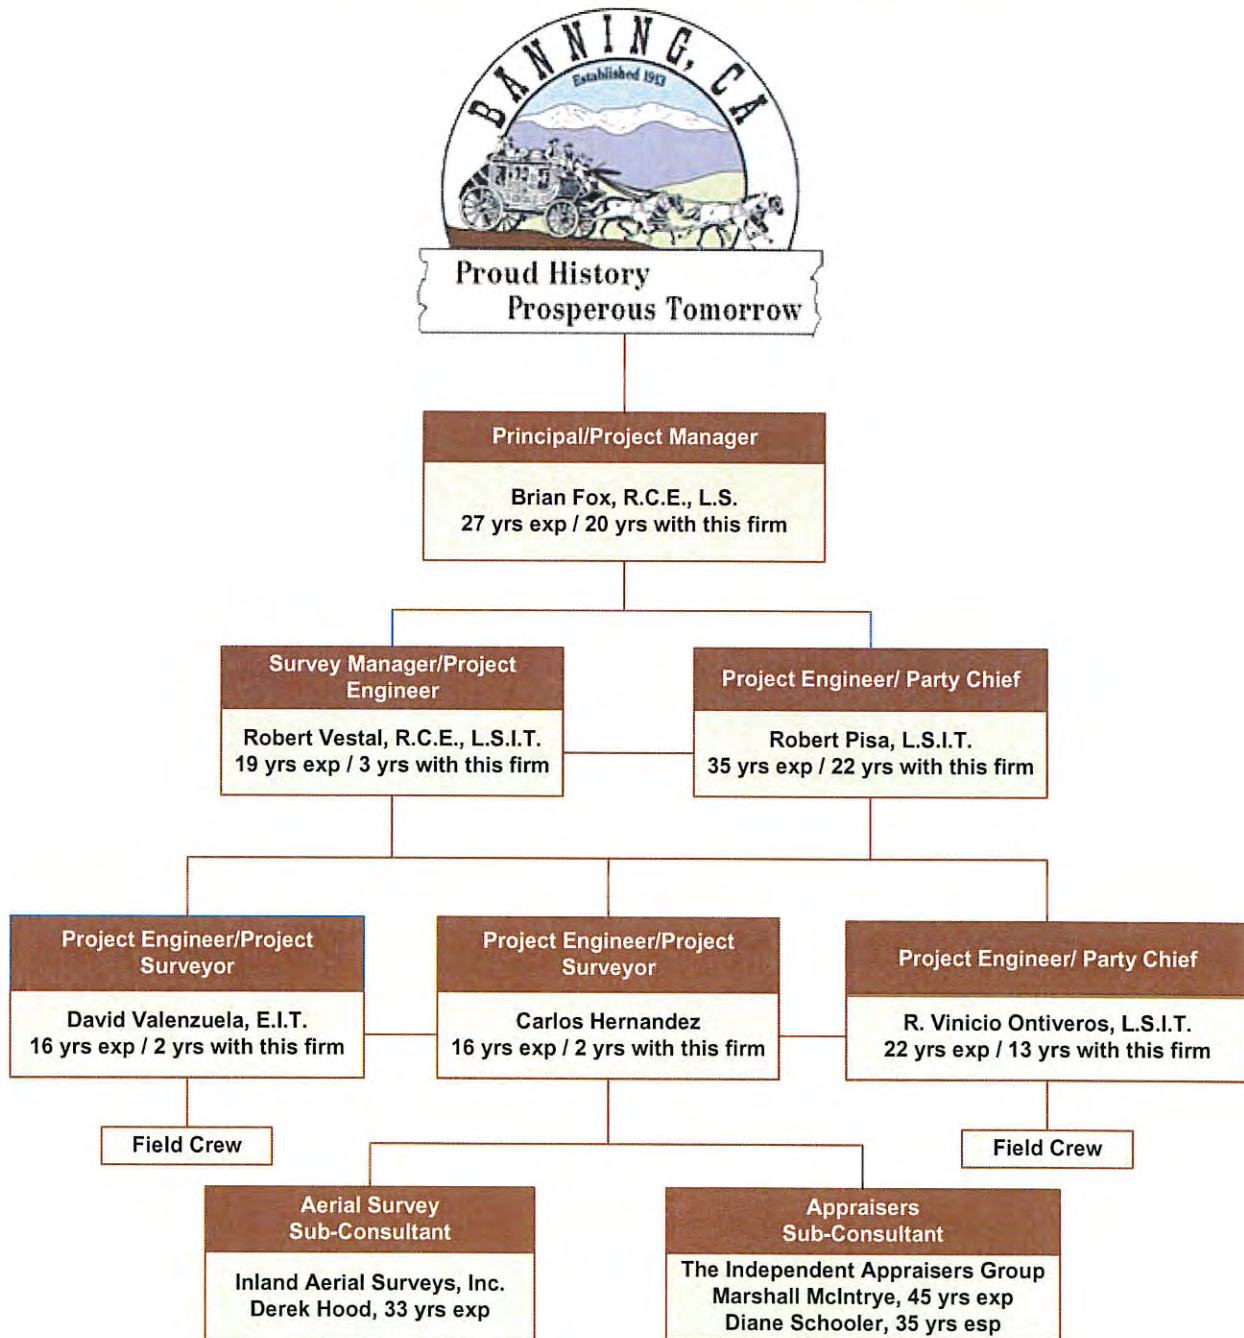 BANNING, CA
Established 1913
Proud History
Prosperous Tomorrow
Principal/Project Manager
Brian Fox, R.C.E., L.S.
27 yrs exp / 20 yrs with this firm
Survey Manager/Project
Engineer
Robert Vestal, R.C.E., L.S.I.T.
19 yrs exp / 3 yrs with this firm
Project Engineer/ Party Chief
Robert Pisa, L.S.I.T.
35 yrs exp / 22 yrs with this firm
Project Engineer/Project
Surveyor
David Valenzuela, E.I.T.
16 yrs exp / 2 yrs with this firm
Project Engineer/Project
Surveyor
Carlos Hernandez
16 yrs exp / 2 yrs with this firm
Project Engineer/ Party Chief
R. Vinicio Ontiveros, L.S.I.T.
22 yrs exp / 13 yrs with this firm
Field Crew
Field Crew
Aerial Survey
Sub-Consultant
Inland Aerial Surveys, Inc.
Derek Hood, 33 yrs exp
Appraisers
Sub-Consultant
The Independent Appraisers Group
Marshall McIntrye, 45 yrs exp
Diane Schooler, 35 yrs esp